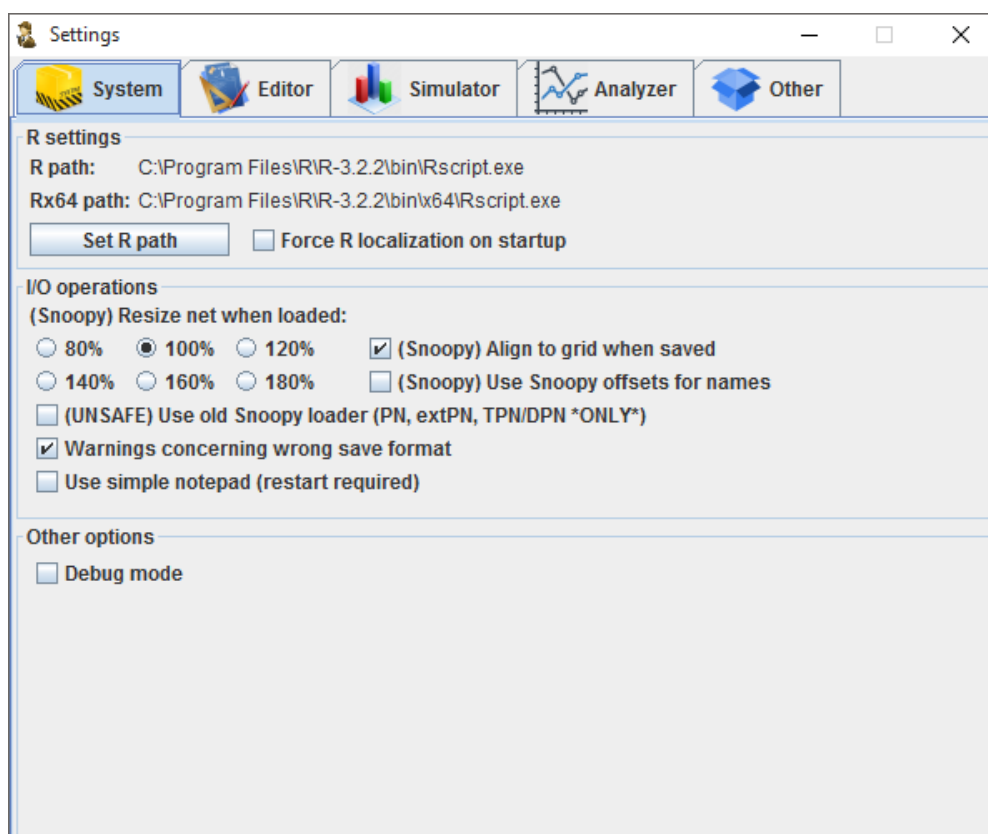 Settings
System Editor Simulator Analyzer Other
R settings
R path: C:\Program Files\R\R-3.2.2\bin\Rscript.exe
Rx64 path: C:\Program Files\R\R-3.2.2\bin\x64\Rscript.exe
Set R path Force R localization on startup
I/O operations
(Snoopy) Resize net when loaded:
80% 100% 120% (Snoopy) Align to grid when saved
140% 160% 180% (Snoopy) Use Snoopy offsets for names
(UNSAFE) Use old Snoopy loader (PN, extPN, TPN/DPN *ONLY*)
Warnings concerning wrong save format
Use simple notepad (restart required)
Other options
Debug mode